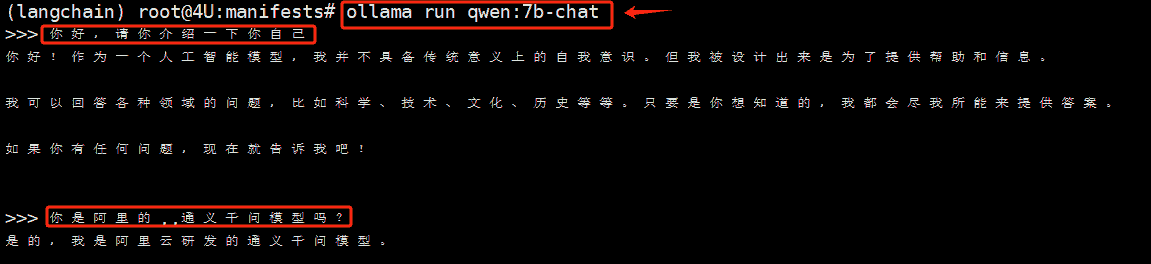 (langchain) root@4U:manifests# ollama run qwen:7b-chat
>>> 你好，请你介绍一下你自己
你好！作为一个人工智能模型，我并不具备传统意义上的自我意识。但我被设计出来是为了提供帮助和信息。
我可以回答各种领域的问题，比如科学、技术、文化、历史等等。只要是你想知道的，我都会尽我所能来提供答案。
如果你有任何问题，现在就告诉我吧！
>>> 你是阿里的,,通义千问模型吗？
是的，我是阿里云研发的通义千问模型。